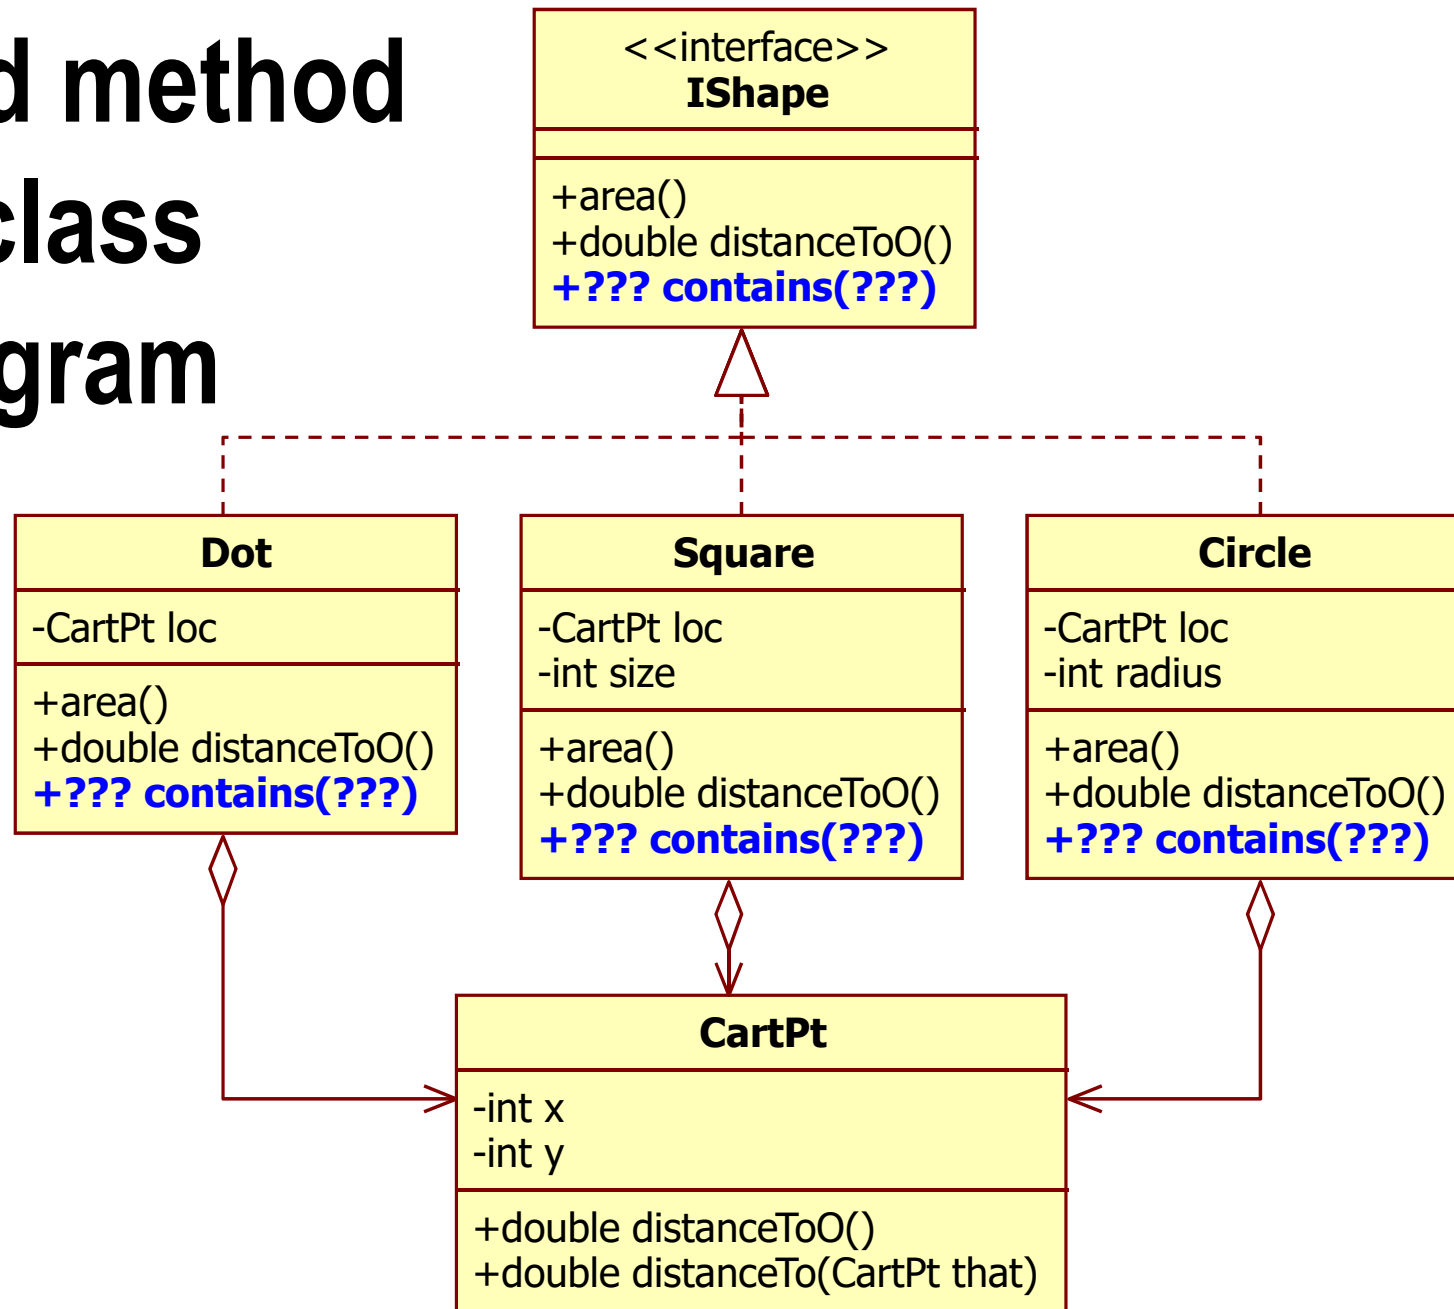 d method
class
gram
<<interface>>
IShape
+area()
+double distanceToO()
+??? contains(???)
Dot
-CartPt loc
+area()
+double distanceToO()
+??? contains(???)
Square
-CartPt loc
-int size
+area()
+double distanceToO()
+??? contains(???)
Circle
-CartPt loc
-int radius
+area()
+double distanceToO()
+??? contains(???)
CartPt
-int x
-int y
+double distanceToO()
+double distanceTo(CartPt that)